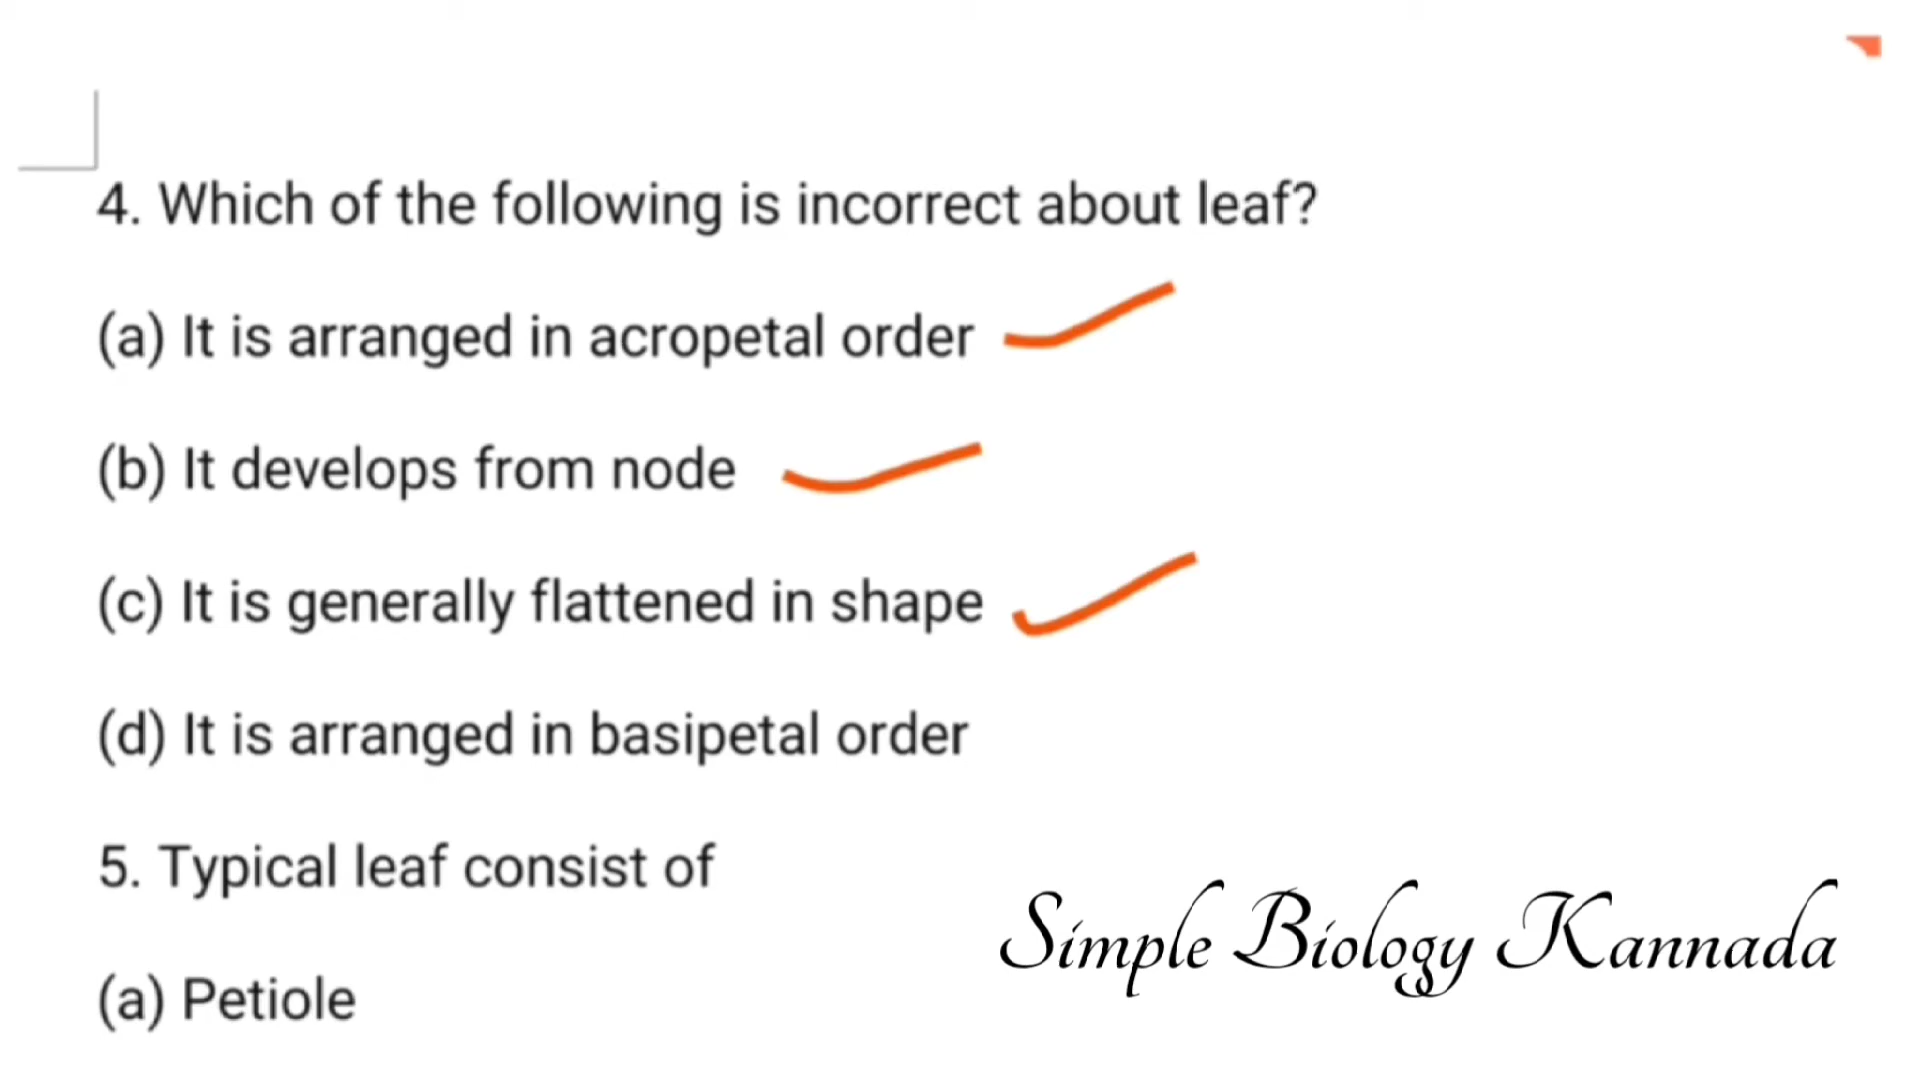 4. Which of the following is incorrect about leaf?
(a) It is arranged in acropetal order
(b) It develops from node
(c) It is generally flattened in shape
(d) It is arranged in basipetal order
5. Typical leaf consist of
(a) Petiole
Simple Biology Kannada